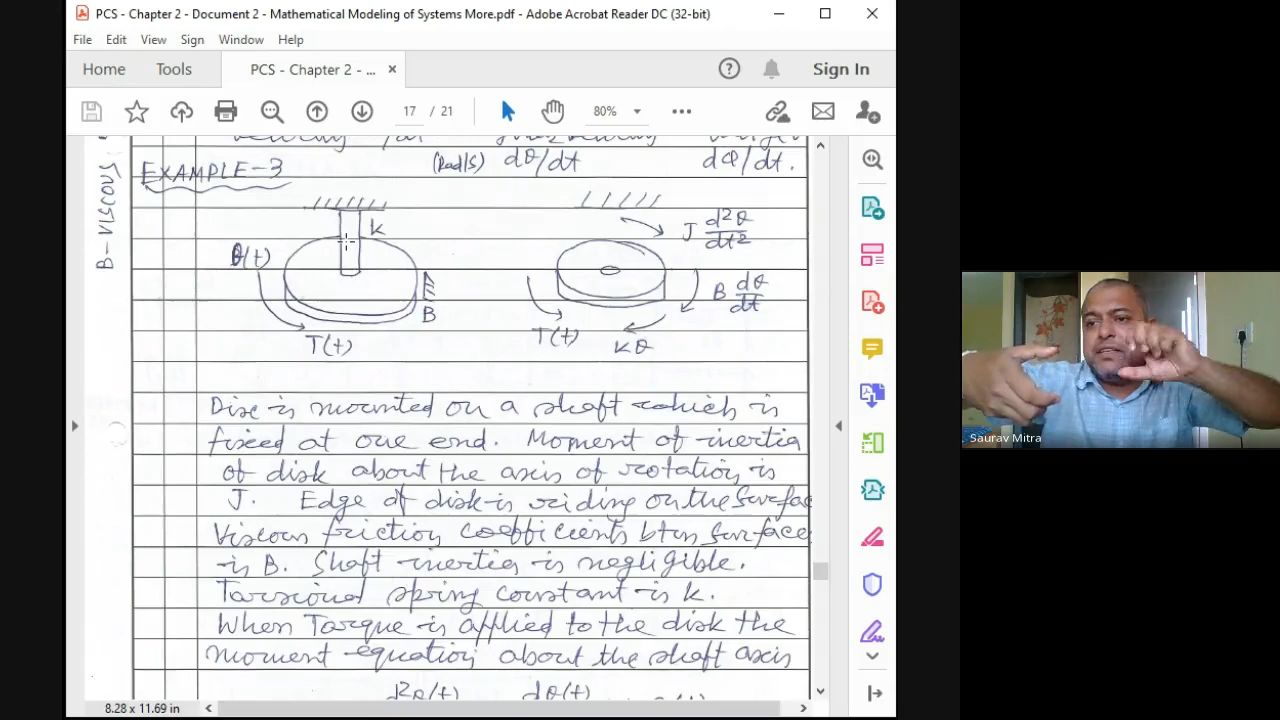 PCS - Chapter 2 - Document 2 - Mathematical Modeling of Systems More.pdf - Adobe Acrobat Reader DC (32-bit)
File Edit View Sign Window Help
Home Tools PCS - Chapter 2 - ... × Sign In
17 / 21 80%
(Rad/s) dθ/dt dθ/dt.
EXAMPLE-3
B-VISCOUS
K
θ(t)
B
T(t)
J d²θ/dt²
B dθ/dt
T(t)
Kθ
Disc is mounted on a shaft which is
fixed at one end. Moment of inertia
of disk about the axis of rotation is
J. Edge of disk is riding on the surfac
Viscous friction coefficients btwn surface
is B. Shaft inertia is negligible.
Torsional spring constant is K.
When Torque is applied to the disk the
moment equation about the shaft axis
d²θ(t) dθ(t)
8.28 x 11.69 in
Saurav Mitra